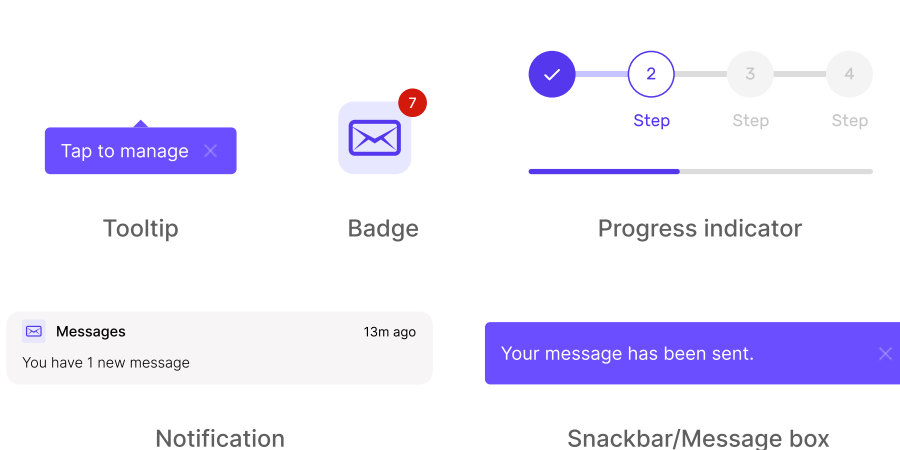 2 3 4
Step Step Step
7
Tap to manage
Tooltip
Badge
Progress indicator
Messages 13m ago
You have 1 new message
Your message has been sent.
Notification
Snackbar/Message box